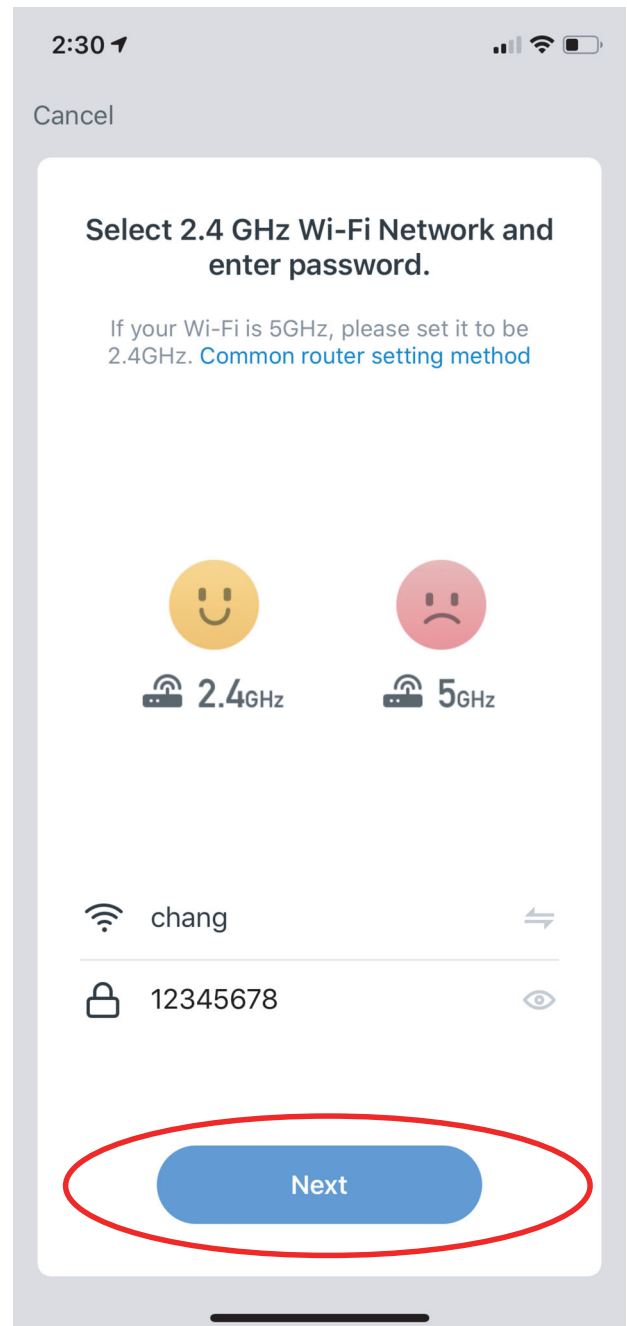 2:30
Cancel
Select 2.4 GHz Wi-Fi Network and
enter password.
If your Wi-Fi is 5GHz, please set it to be
2.4GHz. Common router setting method
2.4GHz 5GHz
chang
12345678
Next